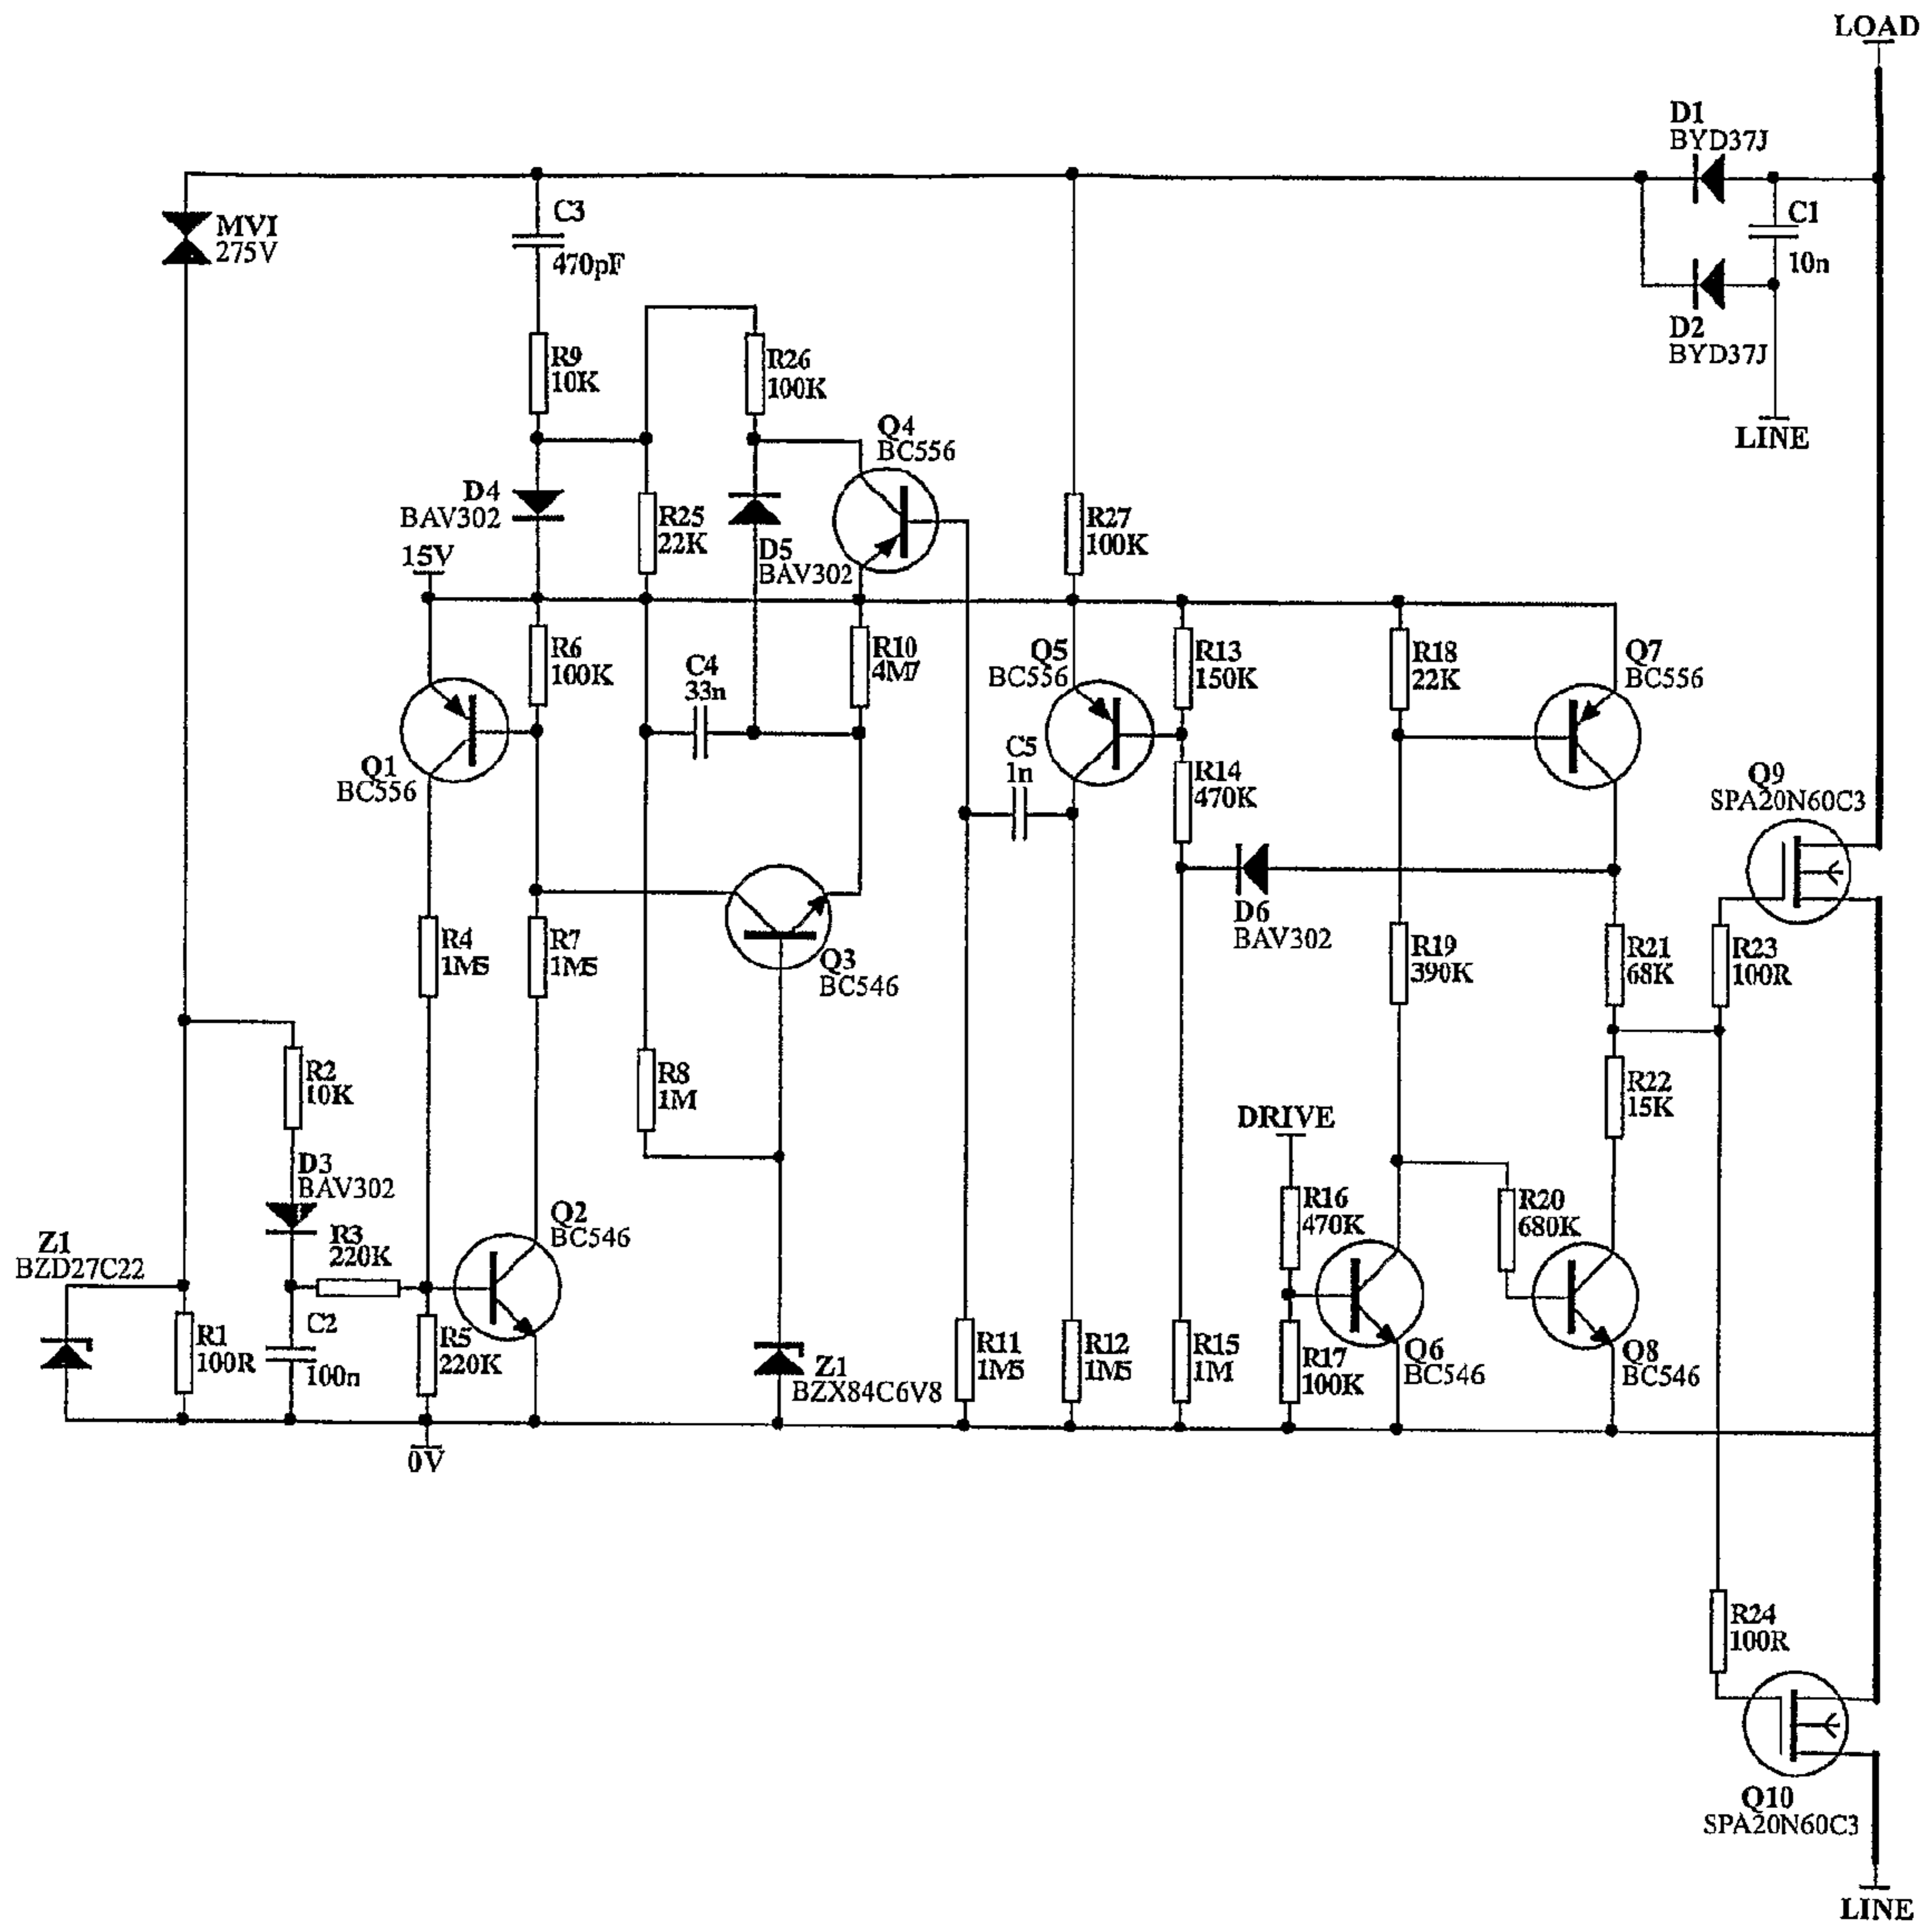 LOAD
D1
BYD37J
MVI
275V
C3
470pF
C1
10n
D2
BYD37J
LINE
R9
10K
R26
100K
Q4
BC556
D4
BAV302
15V
R25
22K
D5
BAV302
R27
100K
R6
100K
C4
33n
R10
4M7
Q5
BC556
R13
150K
R18
22K
Q7
BC556
Q1
BC556
C5
1n
R14
470K
Q9
SPA20N60C3
D6
BAV302
R4
1M5
R7
1M5
Q3
BC546
R19
390K
R21
68K
R23
100R
R2
10K
R8
1M
R22
15K
DRIVE
D3
BAV302
R3
220K
Q2
BC546
R16
470K
R20
680K
Z1
BZD27C22
R1
100R
C2
100n
R5
220K
Z1
BZX84C6V8
R11
1M5
R12
1M5
R15
1M
R17
100K
Q6
BC546
Q8
BC546
0V
R24
100R
Q10
SPA20N60C3
LINE